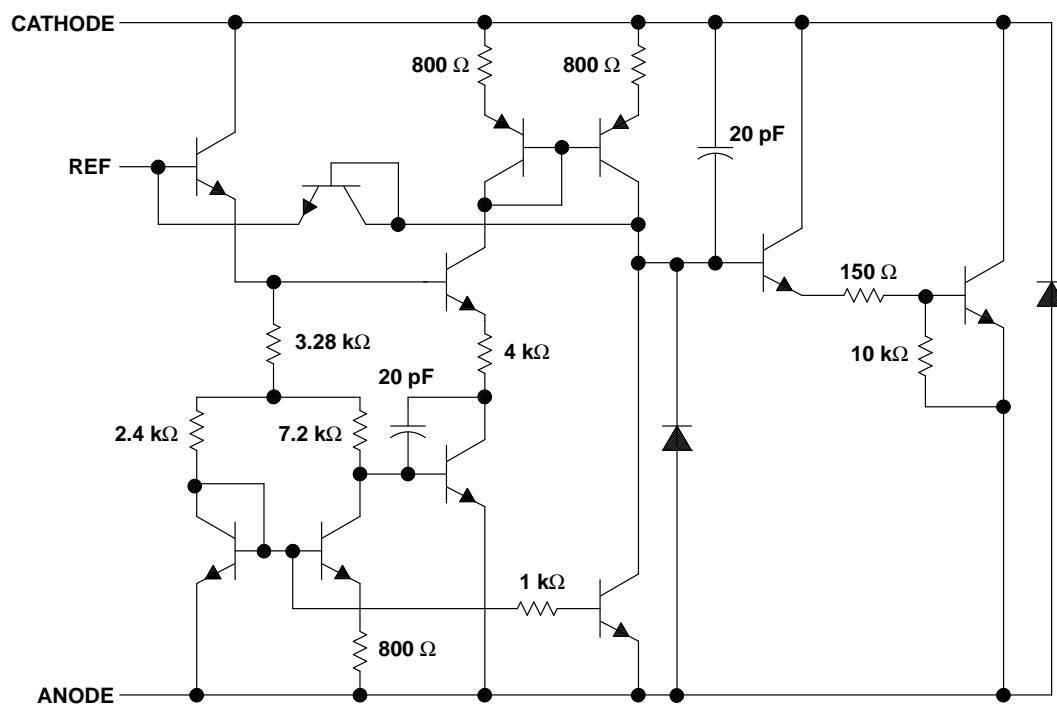 CATHODE
800 Ω
800 Ω
20 pF
REF
150 Ω
3.28 kΩ
4 kΩ
10 kΩ
20 pF
2.4 kΩ
7.2 kΩ
1 kΩ
800 Ω
ANODE